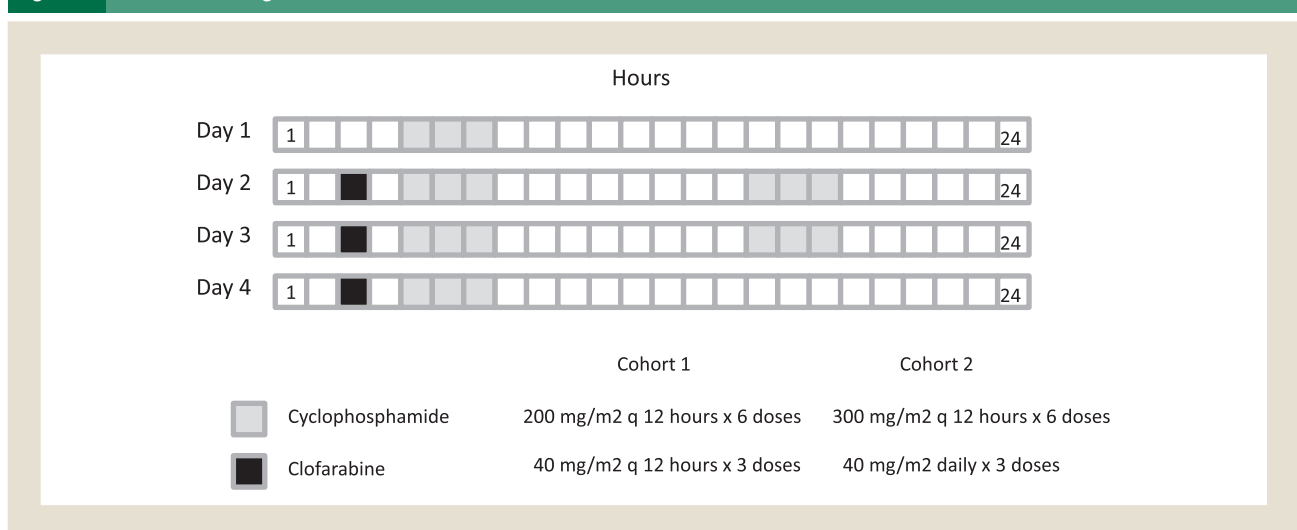 Hours
Day 1 1 24
Day 2 1 24
Day 3 1 24
Day 4 1 24
Cohort 1 Cohort 2
Cyclophosphamide 200 mg/m2 q 12 hours x 6 doses 300 mg/m2 q 12 hours x 6 doses
Clofarabine 40 mg/m2 q 12 hours x 3 doses 40 mg/m2 daily x 3 doses